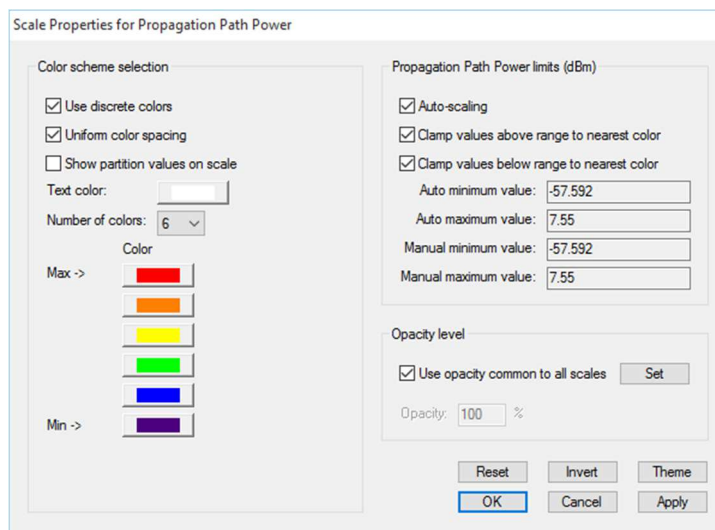 Scale Properties for Propagation Path Power
Color scheme selection
Use discrete colors
Uniform color spacing
Show partition values on scale
Text color:
Number of colors: 6
Color
Max ->
Min ->
Propagation Path Power limits (dBm)
Auto-scaling
Clamp values above range to nearest color
Clamp values below range to nearest color
Auto minimum value: -57.592
Auto maximum value: 7.55
Manual minimum value: -57.592
Manual maximum value: 7.55
Opacity level
Use opacity common to all scales Set
Opacity: 100 %
Reset Invert Theme
OK Cancel Apply